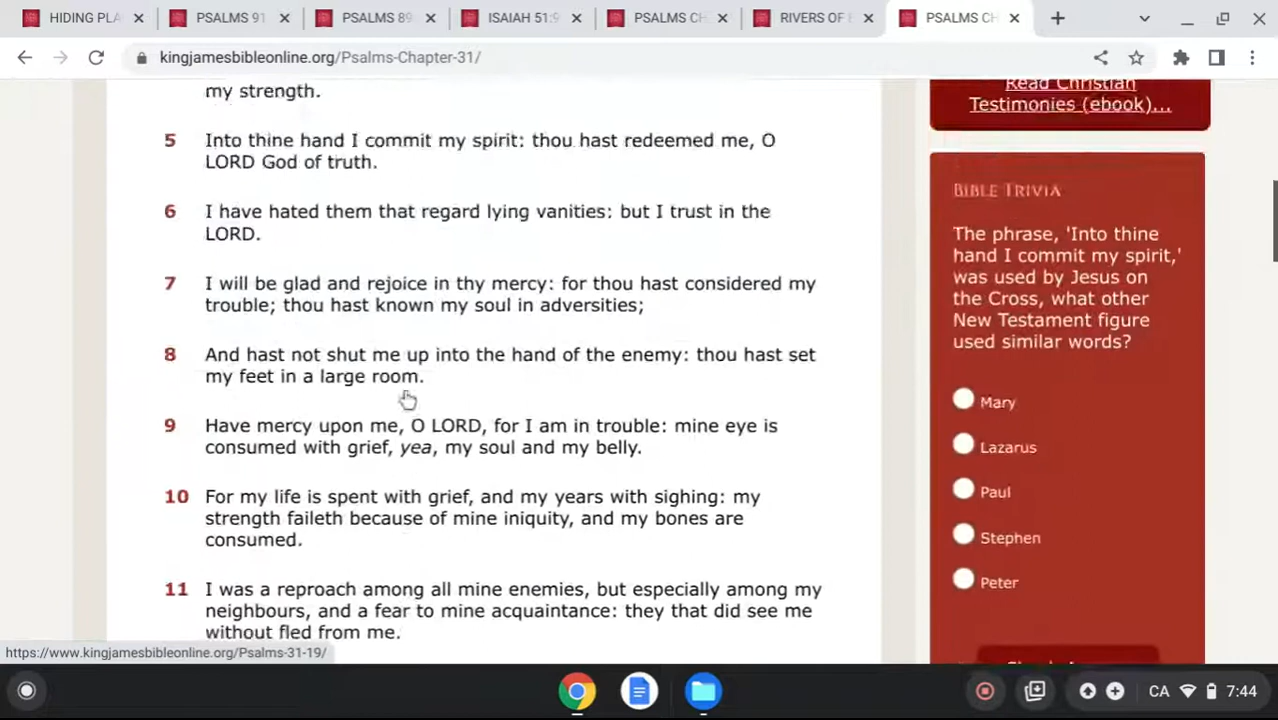 HIDING PLA
PSALMS 91
PSALMS 89
ISAIAH 51:9
PSALMS CH
RIVERS OF
PSALMS CH
kingjamesbibleonline.org/Psalms-Chapter-31/
my strength.
5 Into thine hand I commit my spirit: thou hast redeemed me, O
LORD God of truth.
6 I have hated them that regard lying vanities: but I trust in the
LORD.
7 I will be glad and rejoice in thy mercy: for thou hast considered my
trouble; thou hast known my soul in adversities;
8 And hast not shut me up into the hand of the enemy: thou hast set
my feet in a large room.
9 Have mercy upon me, O LORD, for I am in trouble: mine eye is
consumed with grief, yea, my soul and my belly.
10 For my life is spent with grief, and my years with sighing: my
strength faileth because of mine iniquity, and my bones are
consumed.
11 I was a reproach among all mine enemies, but especially among my
neighbours, and a fear to mine acquaintance: they that did see me
without fled from me.
Read Christian
Testimonies (ebook)...
BIBLE TRIVIA
The phrase, 'Into thine
hand I commit my spirit,'
was used by Jesus on
the Cross, what other
New Testament figure
used similar words?
Mary
Lazarus
Paul
Stephen
Peter
https://www.kingjamesbibleonline.org/Psalms-31-19/
CA
7:44